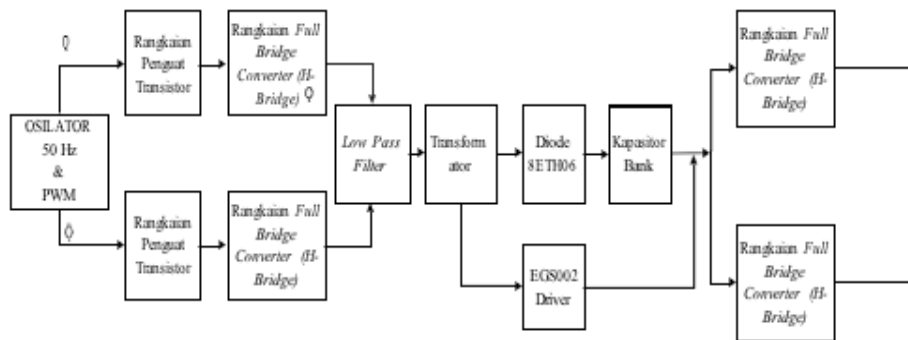 Q
Rangkaian
Penguat
Transistor
Rangkaian Full
Bridge
Converter (H-
Bridge)
Q
OSILATOR
50 Hz
&
PWM
Q̄
Rangkaian
Penguat
Transistor
Rangkaian Full
Bridge
Converter (H-
Bridge)
Low Pass
Filter
Transform
ator
Diode
8ETH06
Kapasitor
Bank
EGS002
Driver
Rangkaian Full
Bridge
Converter (H-
Bridge)
Rangkaian Full
Bridge
Converter (H-
Bridge)